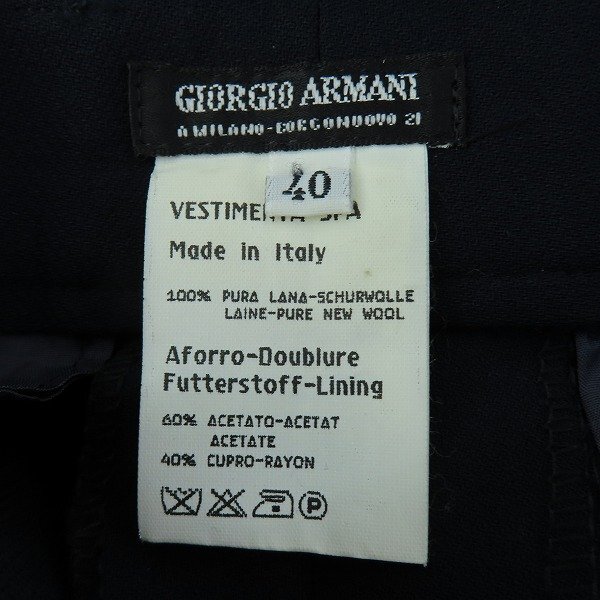 GIORGIO ARMANI
A MILANO-BORGONUOVO 21
40
VESTIMENTA SPA
Made in Italy
100% PURA LANA-SCHURWOLLE
LAINE-PURE NEW WOOL
Aforro-Doublure
Futterstoff-Lining
60% ACETATO-ACETAT
ACETATE
40% CUPRO-RAYON
P